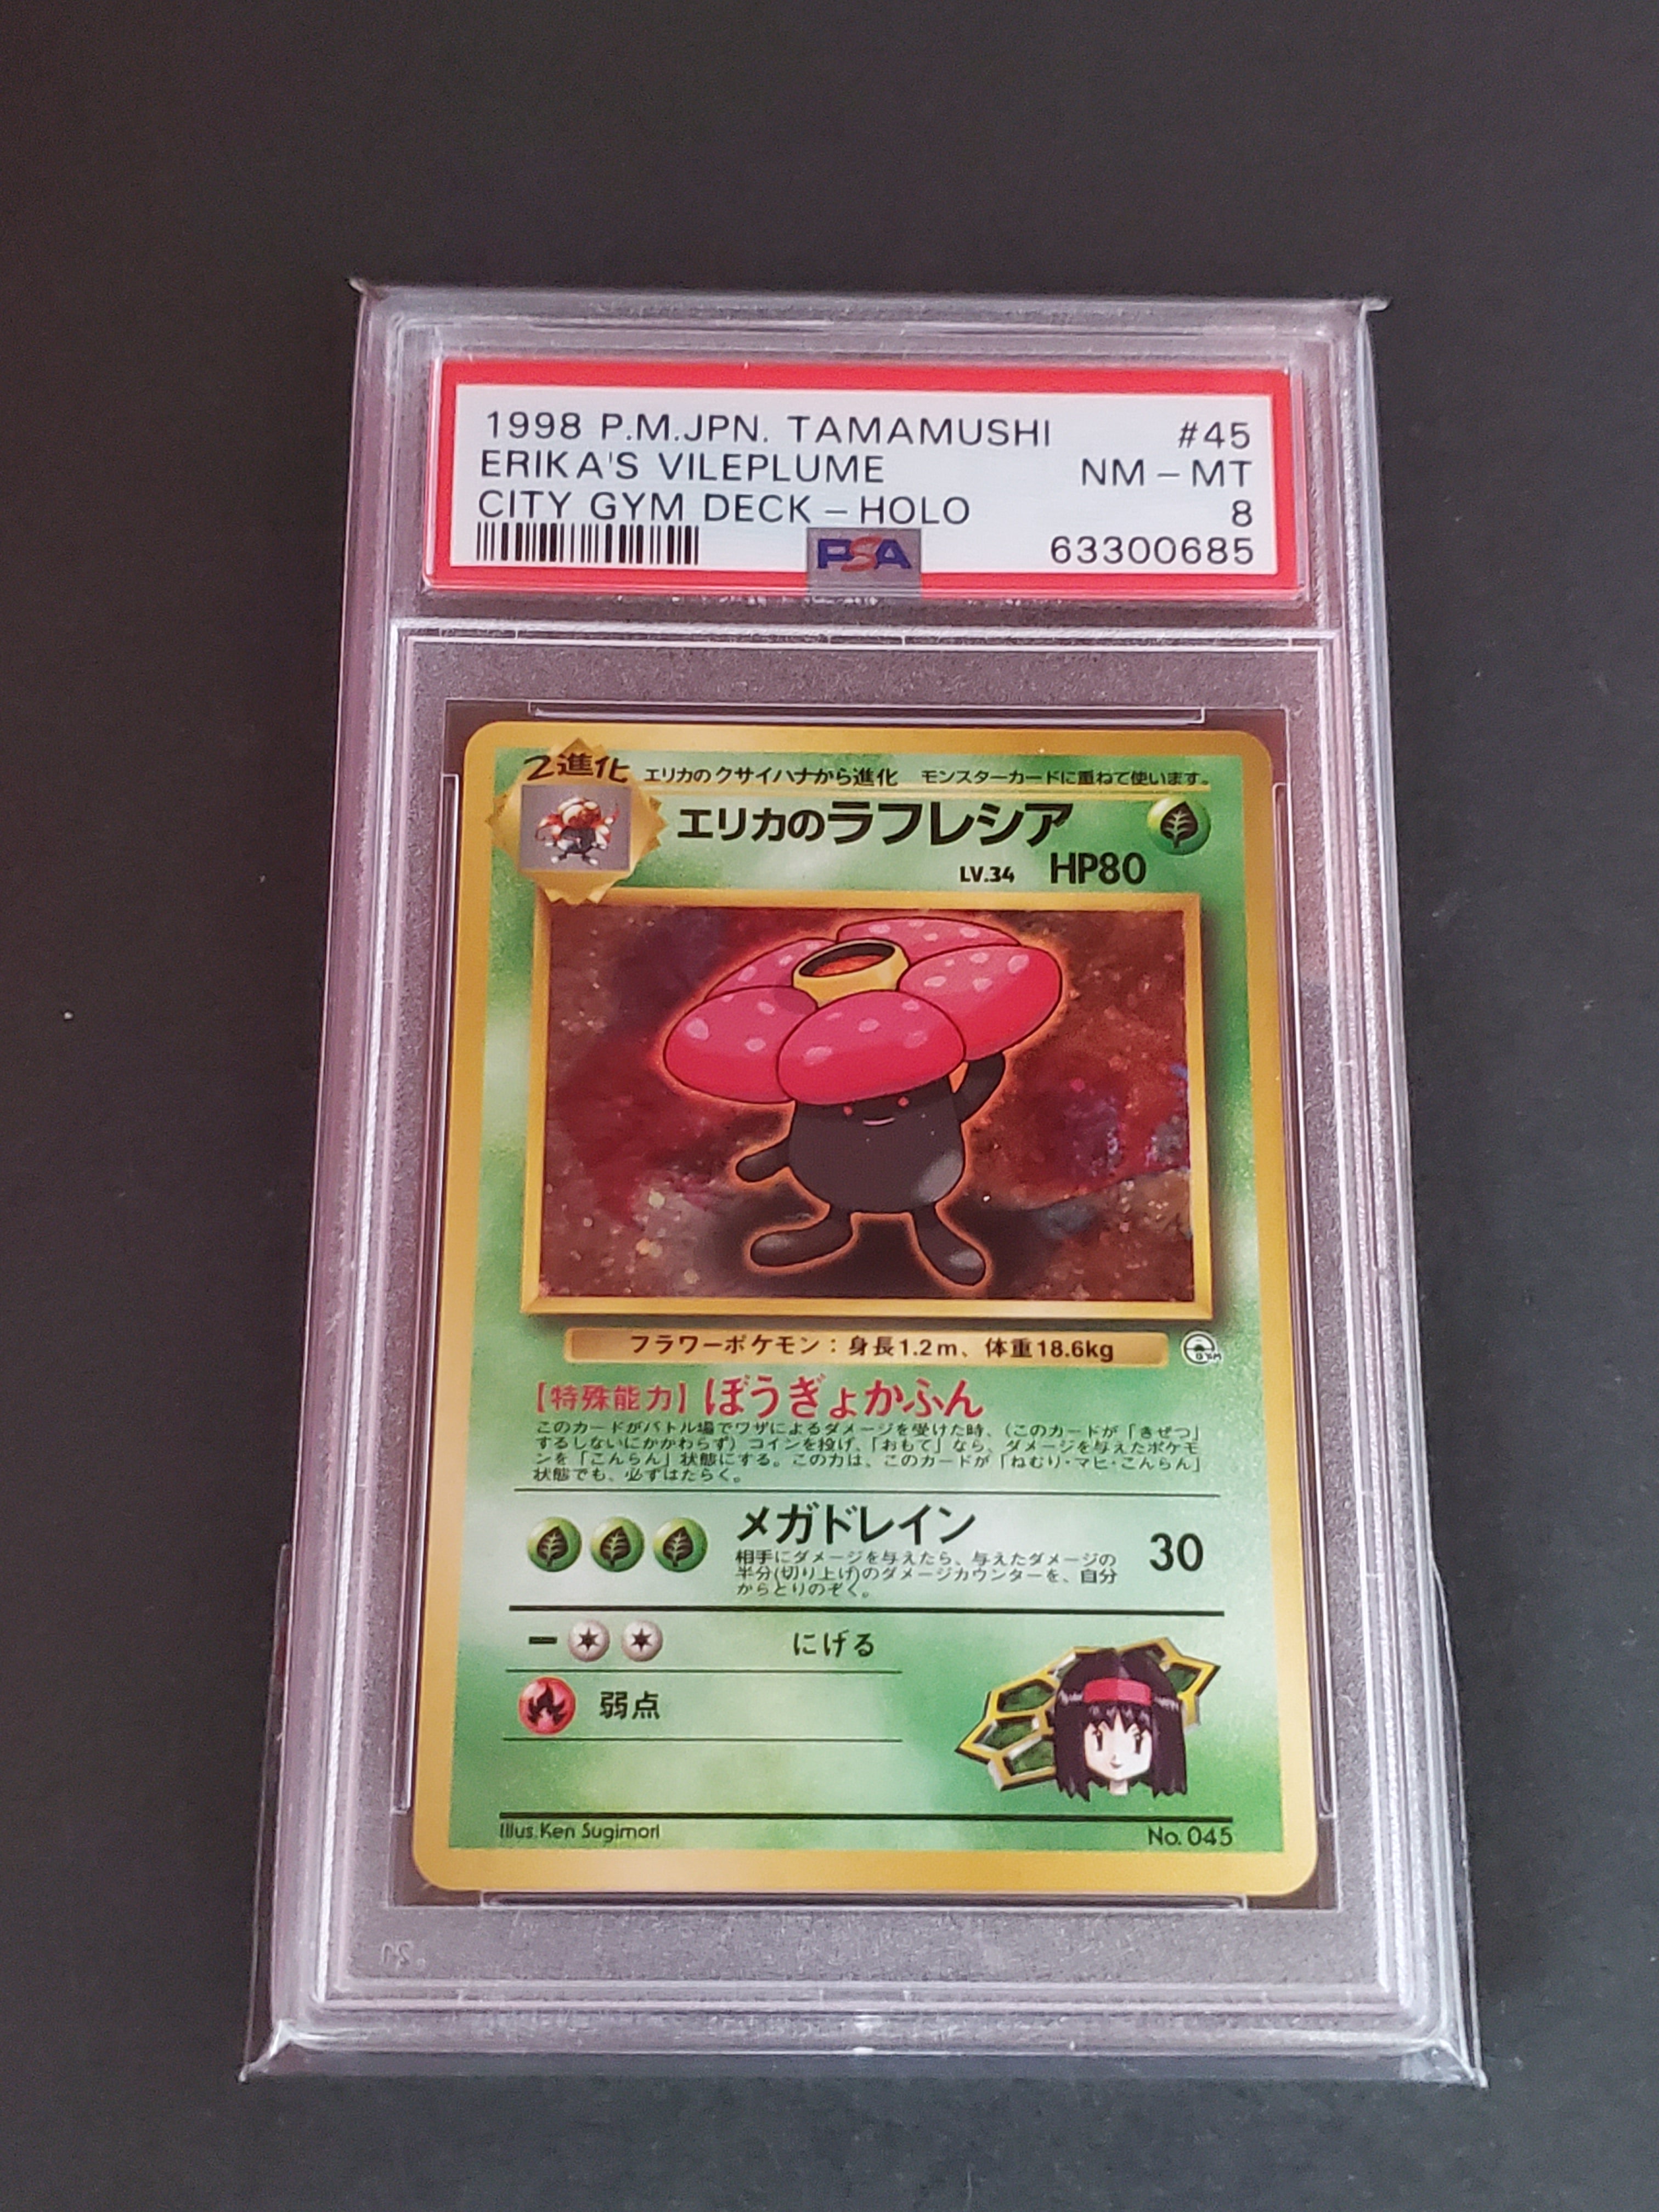 1998 P.M.JPN. TAMAMUSHI #45
ERIKA'S VILEPLUME NM - MT
CITY GYM DECK - HOLO 8
PSA 63300685
2進化 エリカのクサイハナから進化 モンスターカードに重ねて使います。
エリカのラフレシア
LV.34 HP80
フラワーポケモン：身長1.2m、体重18.6kg
GYM
【特殊能力】ぼうぎょかふん
このカードがバトル場でワザによるダメージを受けた時、（このカードが「きぜつ」
するしないにかかわらず）コインを投げ、「おもて」なら、ダメージを与えたポケモ
ンを「こんらん」状態にする。この力は、このカードが「ねむり・マヒ・こんらん」
状態でも、必ずはたらく。
メガドレイン 30
相手にダメージを与えたら、与えたダメージの
半分(切り上げ)のダメージカウンターを、自分
からとりのぞく。
にげる
弱点
Illus. Ken Sugimori No. 045